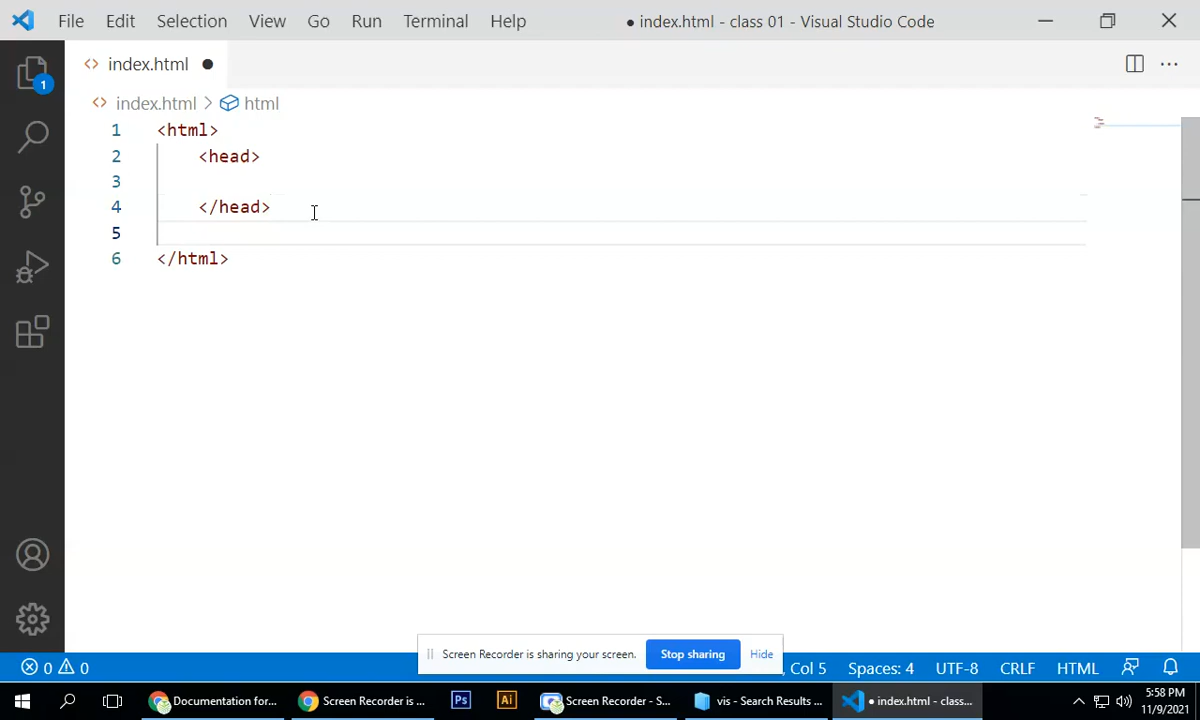 File Edit Selection View Go Run Terminal Help ● index.html - class 01 - Visual Studio Code
index.html ●
index.html > html
1 <html>
2 <head>
3
4 </head>
5
6 </html>
1
Screen Recorder is sharing your screen. Stop sharing Hide
0 0 , Col 5 Spaces: 4 UTF-8 CRLF HTML
Documentation for... Screen Recorder is ... Ps Ai Screen Recorder - S... vis - Search Results ... ● index.html - class... 5:58 PM
11/9/2021